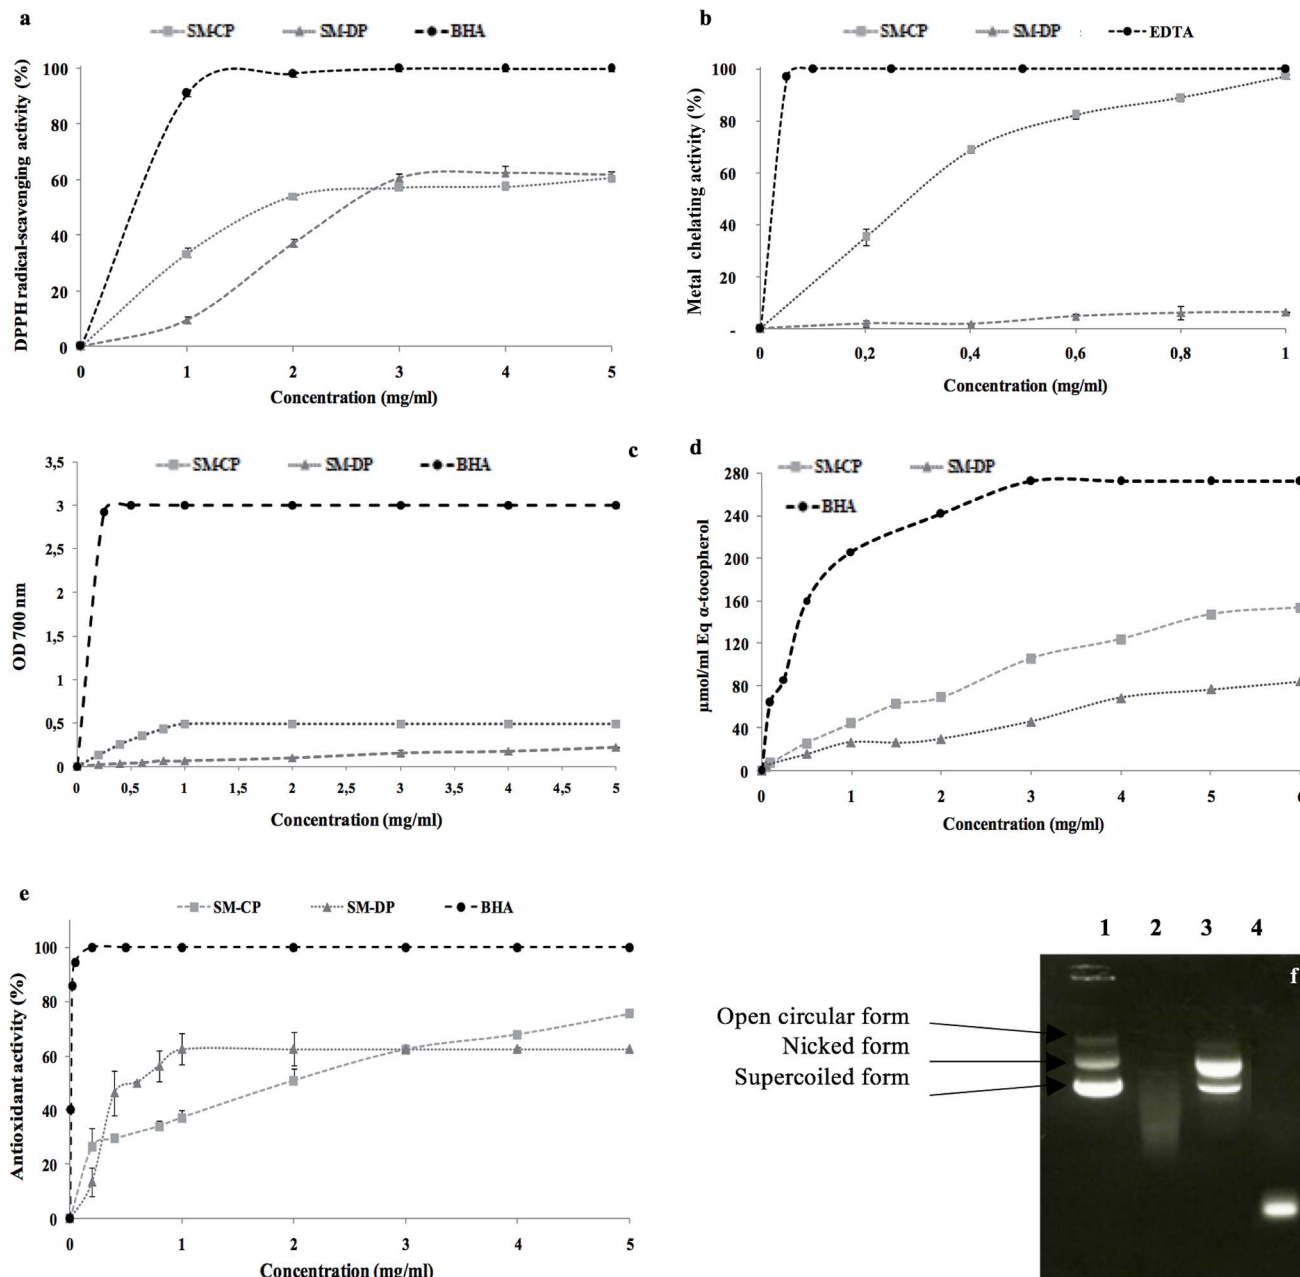 a
SM-CP SM-DP BHA
DPPH radical-scavenging activity (%)
100
80
60
40
20
0
0 1 2 3 4 5
Concentration (mg/ml)
b
SM-CP SM-DP EDTA
Metal chelating activity (%)
100
80
60
40
20
-
0 0,2 0,4 0,6 0,8 1
Concentration (mg/ml)
c
SM-CP SM-DP BHA
OD 700 nm
3,5
3
2,5
2
1,5
1
0,5
0
0 0,5 1 1,5 2 2,5 3 3,5 4 4,5 5
Concentration (mg/ml)
d
SM-CP SM-DP
BHA
µmol/ml Eq α-tocopherol
280
240
200
160
120
80
40
0
0 1 2 3 4 5 6
Concentration (mg/ml)
e
SM-CP SM-DP BHA
Antioxidant activity (%)
100
80
60
40
20
0
0 1 2 3 4 5
Concentration (mg/ml)
1 2 3 4
f
Open circular form
Nicked form
Supercoiled form